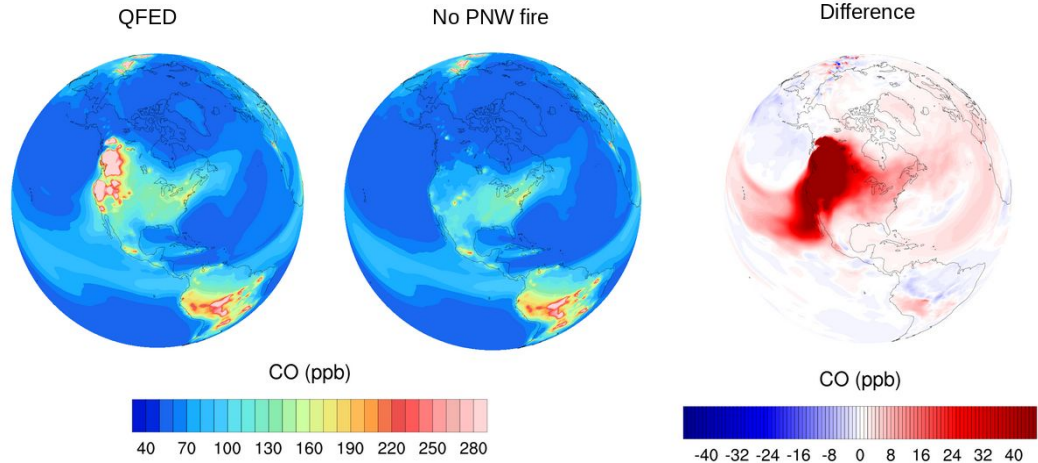 QFED
No PNW fire
Difference
CO (ppb)
40 70 100 130 160 190 220 250 280
CO (ppb)
-40 -32 -24 -16 -8 0 8 16 24 32 40